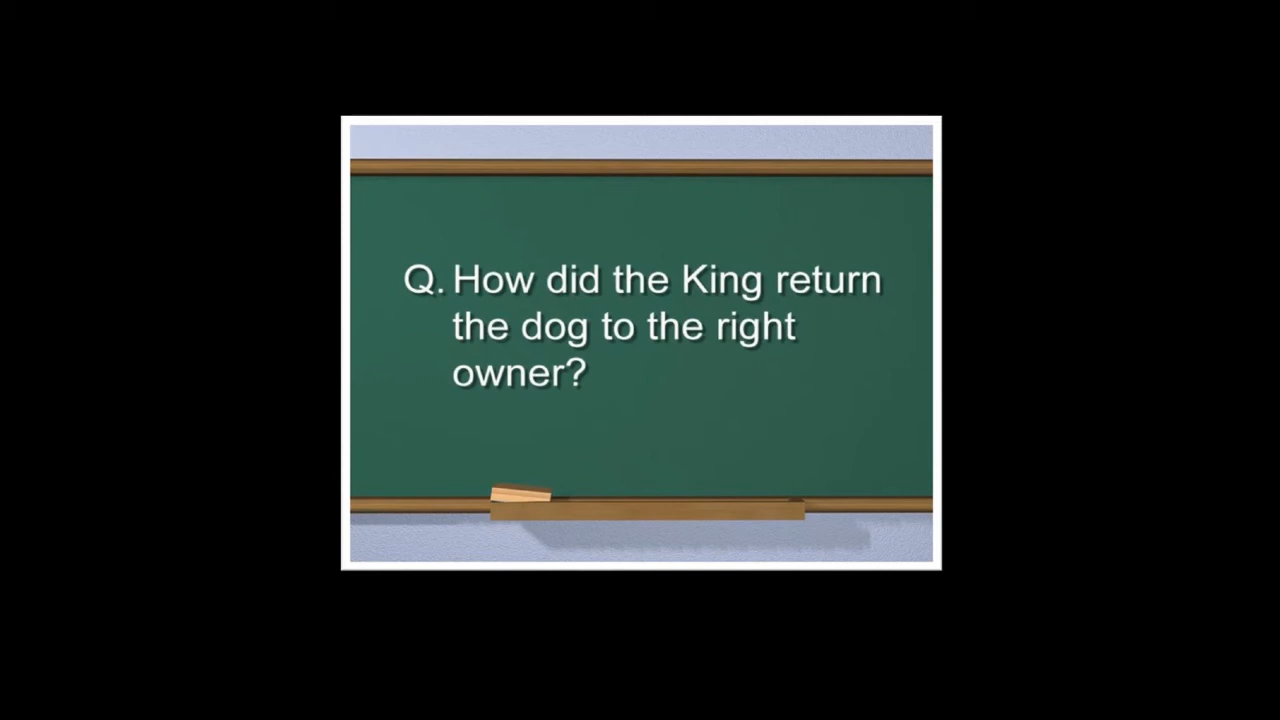 Q. How did the King return
the dog to the right
owner?